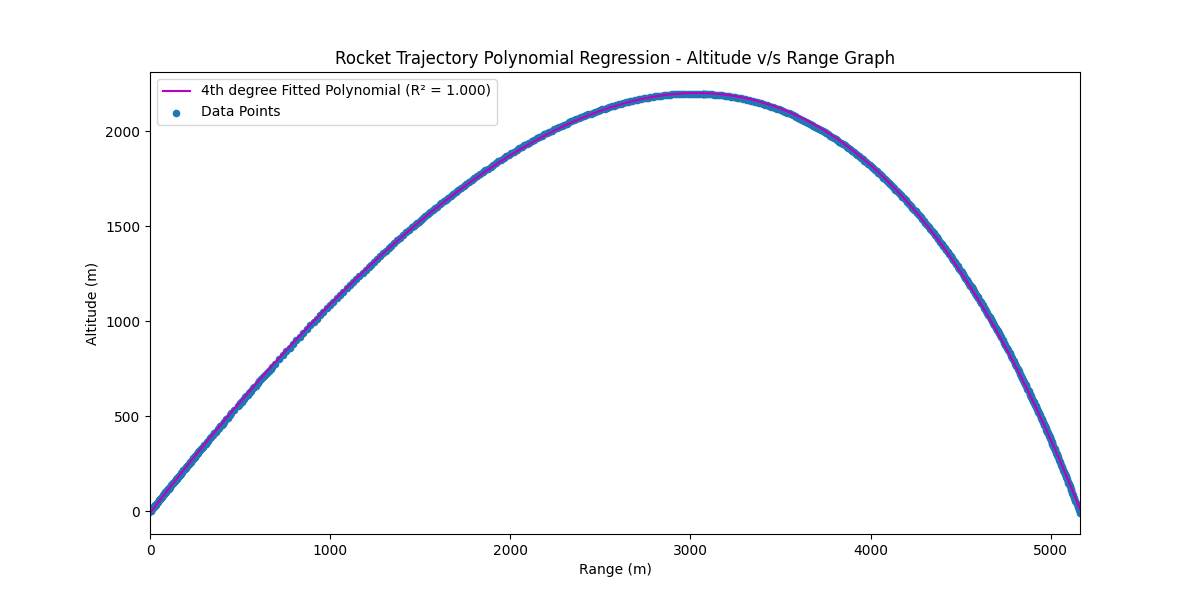 Rocket Trajectory Polynomial Regression - Altitude v/s Range Graph
4th degree Fitted Polynomial (R² = 1.000)
Data Points
Altitude (m)
2000
1500
1000
500
0
0 1000 2000 3000 4000 5000
Range (m)